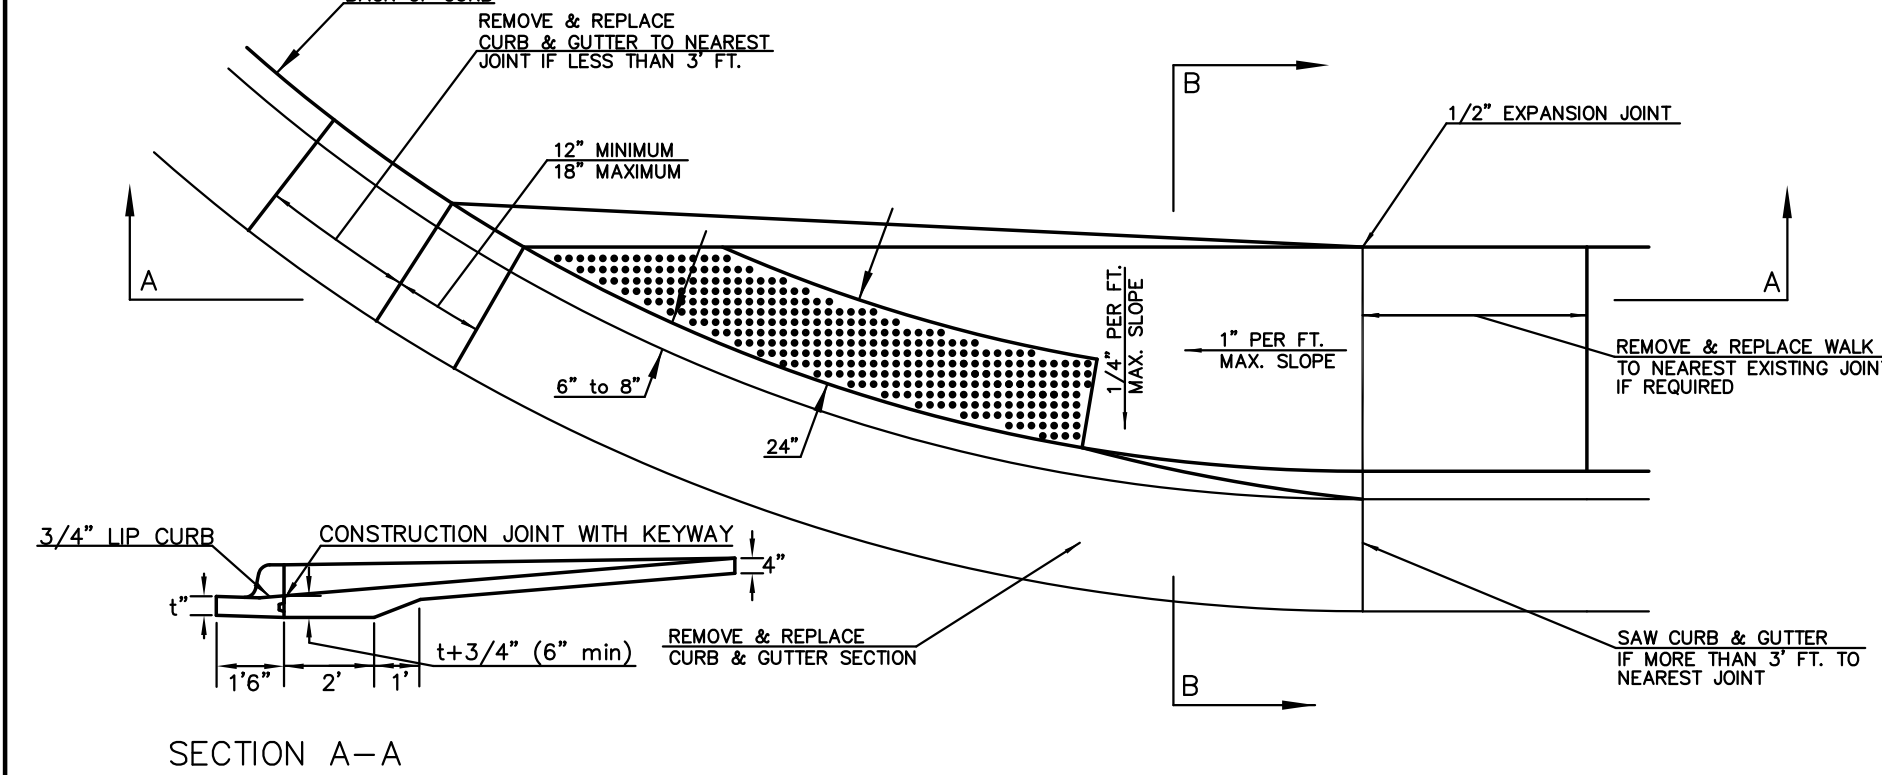 REMOVE & REPLACE
CURB & GUTTER TO NEAREST
JOINT IF LESS THAN 3' FT.
B
1/2" EXPANSION JOINT
12" MINIMUM
18" MAXIMUM
A
A
1/4" PER FT.
MAX. SLOPE
1" PER FT.
MAX. SLOPE
REMOVE & REPLACE WALK
TO NEAREST EXISTING JOINT
IF REQUIRED
6" to 8"
24"
3/4" LIP CURB
CONSTRUCTION JOINT WITH KEYWAY
4"
t"
t+3/4" (6" min)
1'6"
2'
1'
REMOVE & REPLACE
CURB & GUTTER SECTION
SAW CURB & GUTTER
IF MORE THAN 3' FT. TO
NEAREST JOINT
B
SECTION A-A